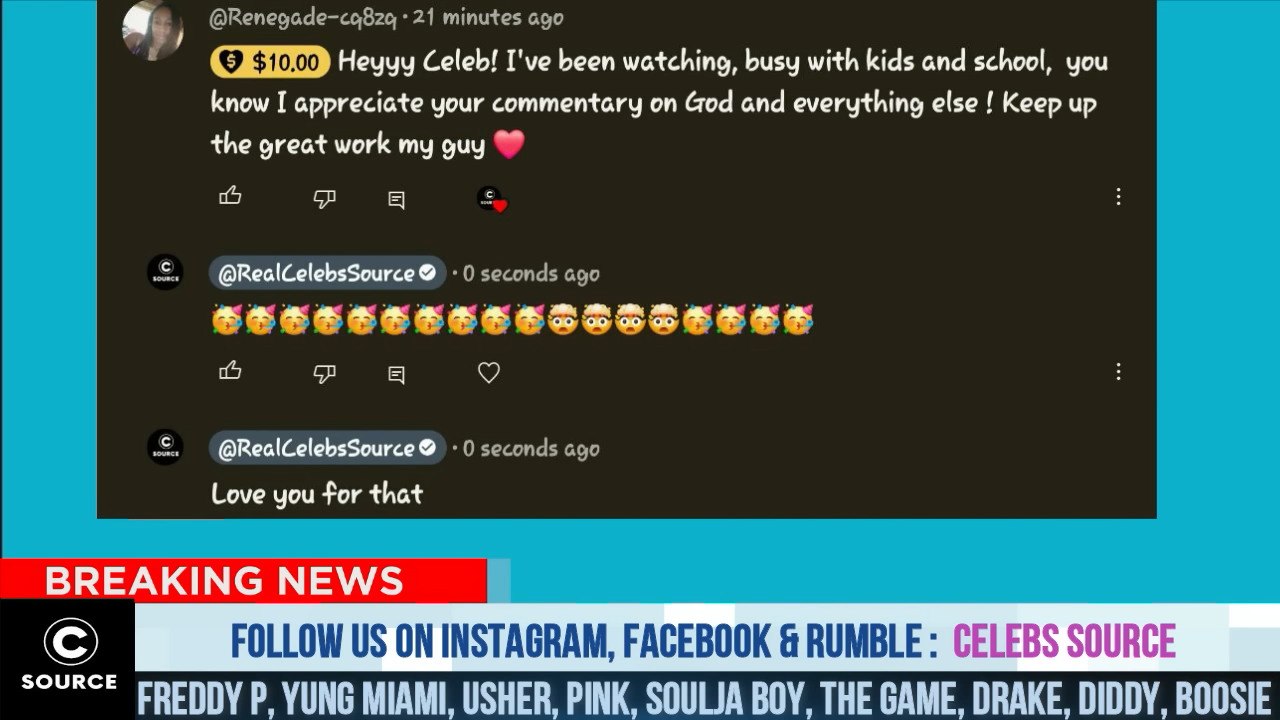 @Renegade-cq8zq · 21 minutes ago
$10.00 Heyyy Celeb! I've been watching, busy with kids and school, you
know I appreciate your commentary on God and everything else ! Keep up
the great work my guy ❤️
C
SOURCE
C
SOURCE
@RealCelebsSource · 0 seconds ago
🥳🥳🥳🥳🥳🥳🥳🥳🥳🥳🤯🤯🤯🤯🥳🥳🥳🥳
C
SOURCE
@RealCelebsSource · 0 seconds ago
Love you for that
BREAKING NEWS
C
SOURCE
FOLLOW US ON INSTAGRAM, FACEBOOK & RUMBLE : CELEBS SOURCE
FREDDY P, YUNG MIAMI, USHER, PINK, SOULJA BOY, THE GAME, DRAKE, DIDDY, BOOSIE